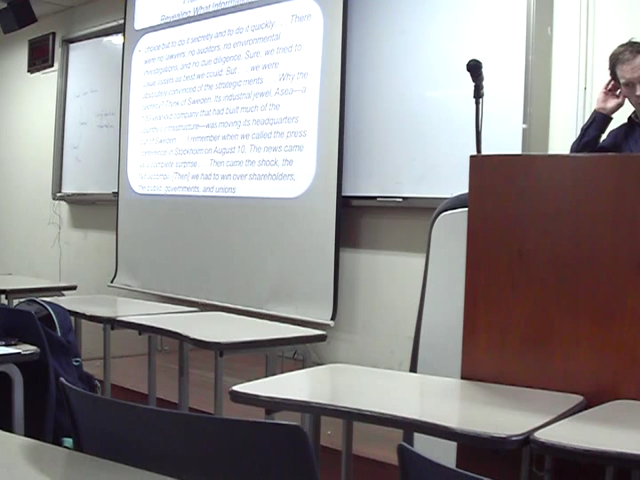 Revealing What Informati
choice but to do it secretly and to do it quickly . . . There
were no lawyers, no auditors, no environmental
investigations, and no due diligence. Sure, we tried to
value assets as best we could. But . . . we were
absolutely convinced of the strategic merits . . . Why the
Think of Sweden. Its industrial jewel, Asea—a
company that had built much of the
country's infrastructure—was moving its headquarters
out of Sweden . . . I remember when we called the press
conference in Stockholm on August 10. The news came
as a complete surprise. . . Then came the shock, the
[Then] we had to win over shareholders,
the public, governments, and unions